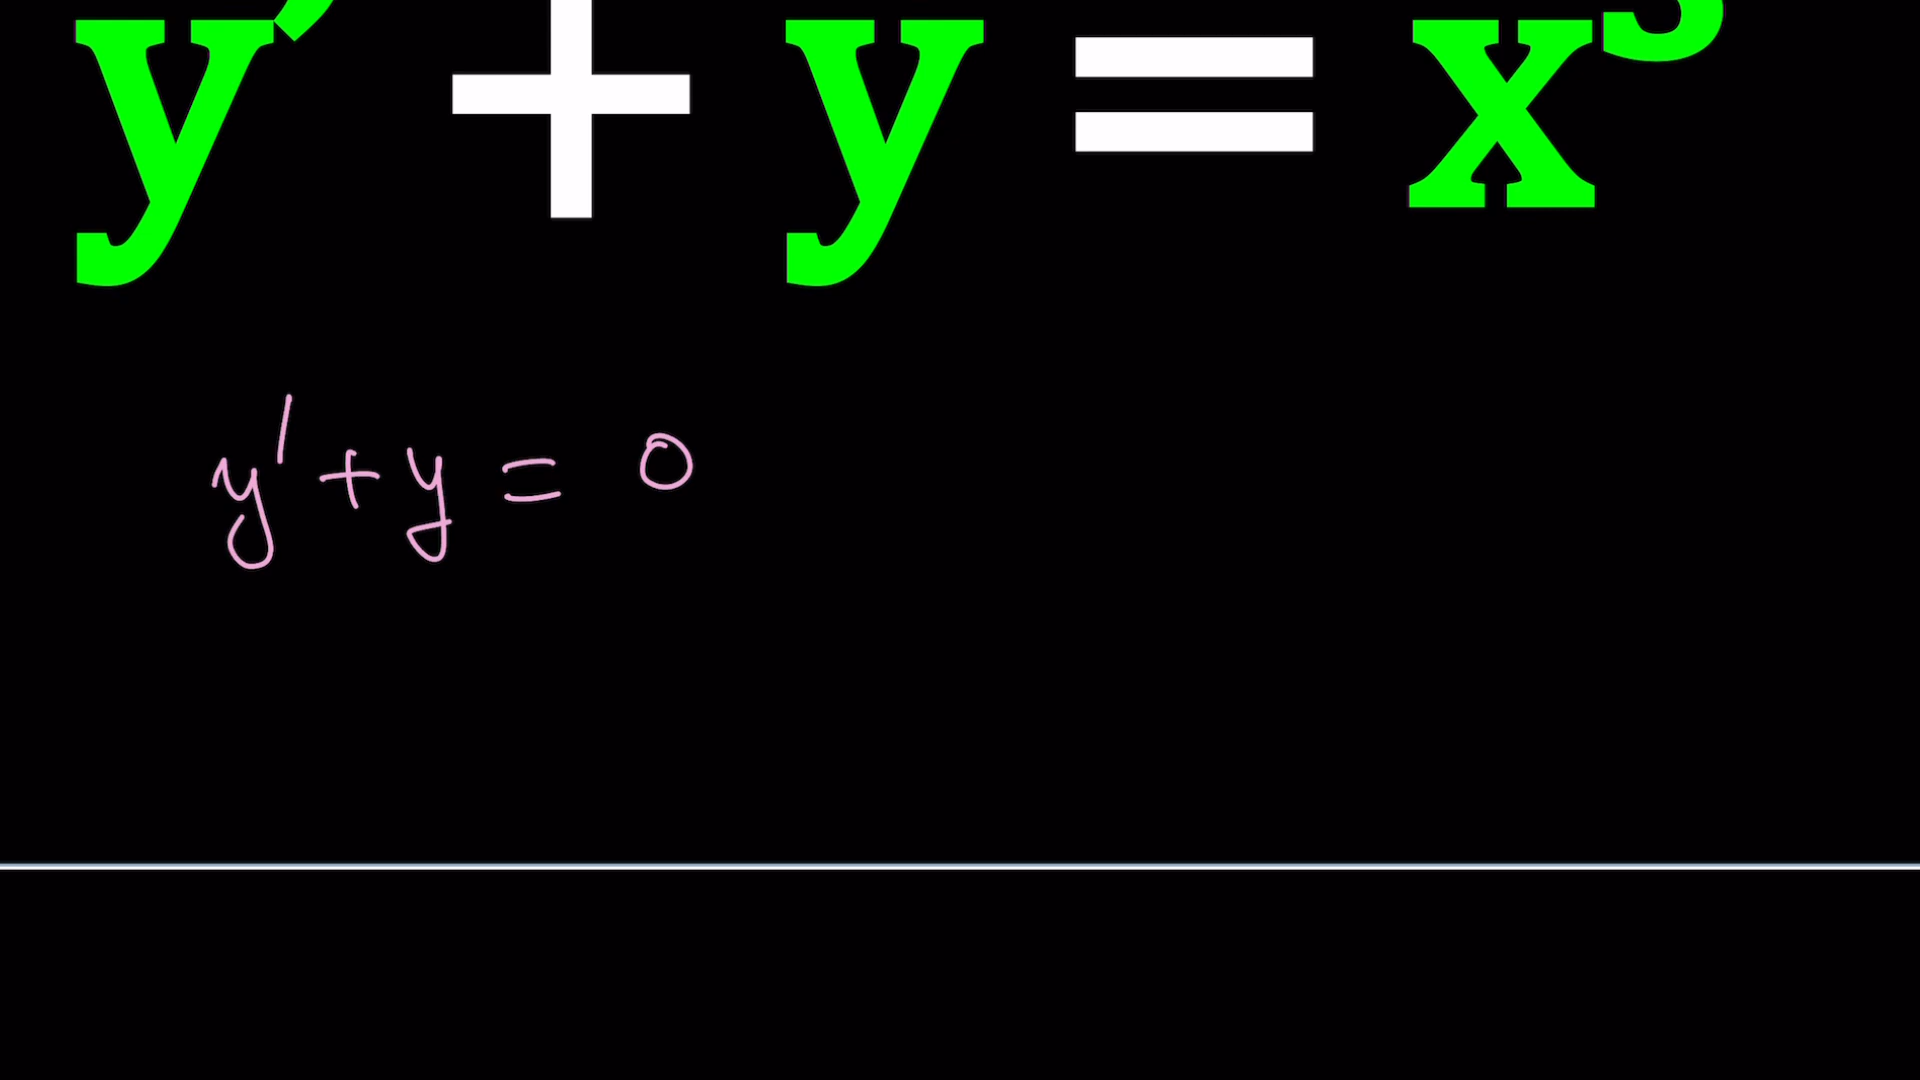 y' + y = x³
y' + y = 0